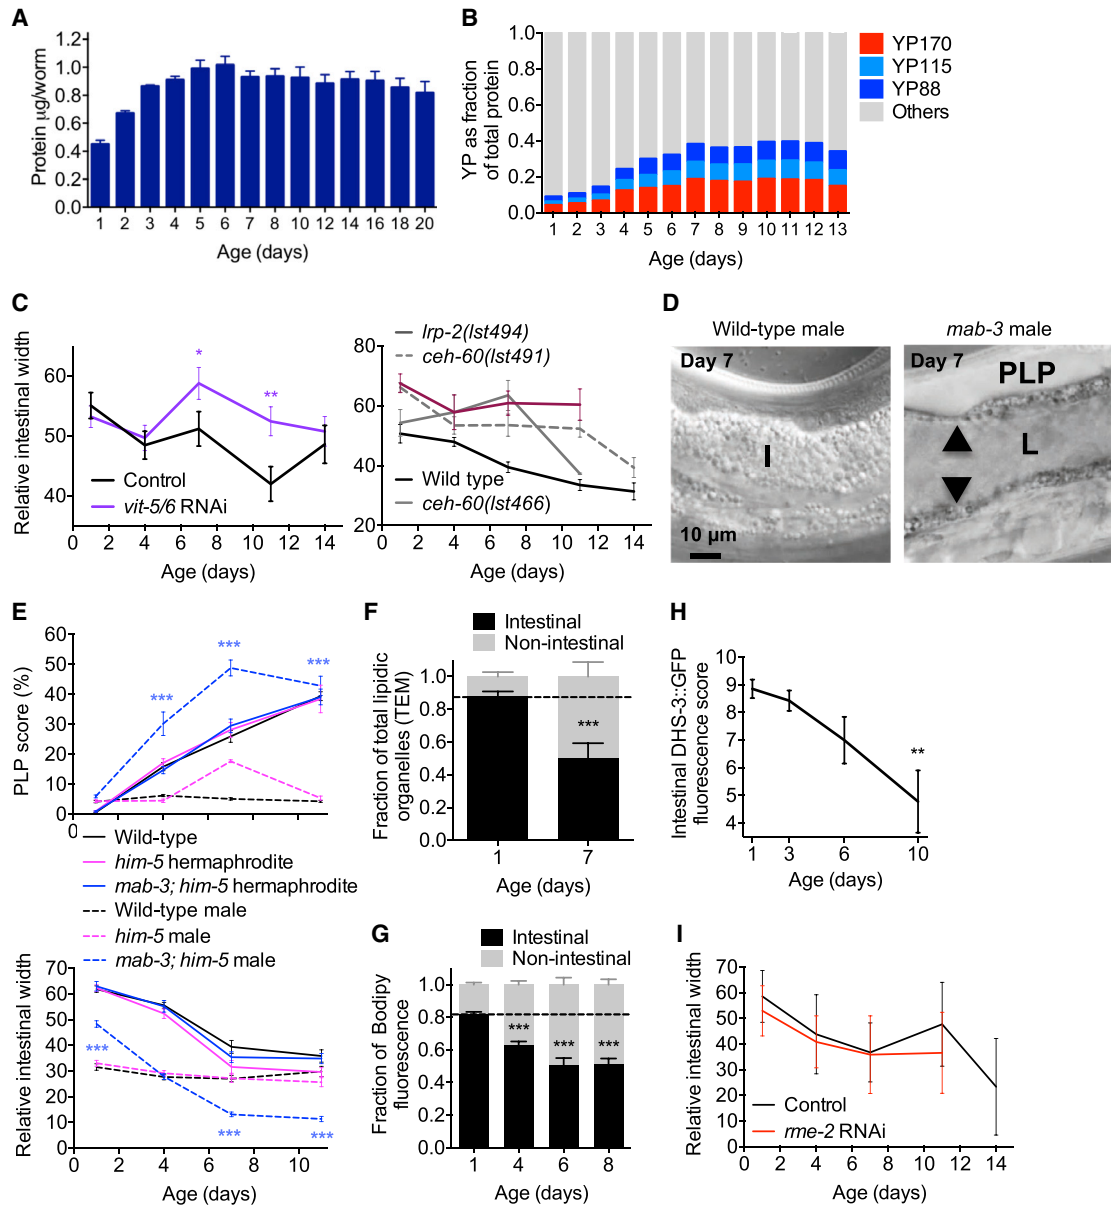 A
Protein µg/worm
1.2
1.0
0.8
0.6
0.4
0.2
0.0
1 2 3 4 5 6 7 8 10 12 14 16 18 20
Age (days)
B
YP as fraction
of total protein
1.0
0.8
0.6
0.4
0.2
0.0
1 2 3 4 5 6 7 8 9 10 11 12 13
Age (days)
YP170
YP115
YP88
Others
C
Relative intestinal width
60
50
40
*
**
Control
vit-5/6 RNAi
0 2 4 6 8 10 12 14
Age (days)
lrp-2(lst494)
ceh-60(lst491)
80
60
40
20
Wild type
ceh-60(lst466)
0 2 4 6 8 10 12 14
Age (days)
D
Wild-type male
mab-3 male
Day 7
I
10 µm
Day 7
PLP
L
E
PLP score (%)
60
50
40
30
20
10
0
***
***
***
0
Wild-type
him-5 hermaphrodite
mab-3; him-5 hermaphrodite
Wild-type male
him-5 male
mab-3; him-5 male
Relative intestinal width
70
60
50
40
30
20
10
0
***
***
***
0 2 4 6 8 10
Age (days)
F
Intestinal
Non-intestinal
Fraction of total lipidic
organelles (TEM)
1.0
0.8
0.6
0.4
0.2
0.0
***
1 7
Age (days)
G
Intestinal
Non-intestinal
Fraction of Bodipy
fluorescence
1.0
0.8
0.6
0.4
0.2
0.0
*** *** ***
1 4 6 8
Age (days)
H
Intestinal DHS-3::GFP
fluorescence score
10
9
8
7
6
5
4
**
1 3 6 10
Age (days)
I
Relative intestinal width
70
60
50
40
30
20
10
0
Control
rme-2 RNAi
0 2 4 6 8 10 12 14
Age (days)